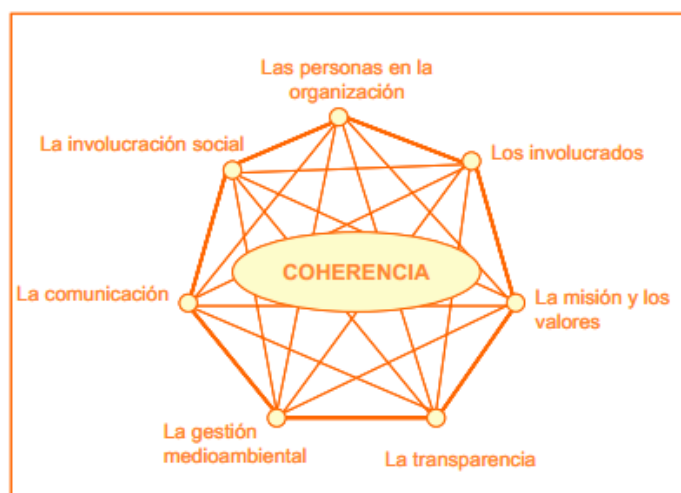 Las personas en la
organización
La involucración social
Los involucrados
COHERENCIA
La comunicación
La misión y los
valores
La gestión
medioambiental
La transparencia